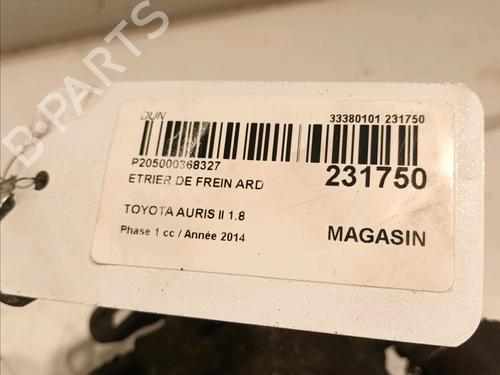 B-PARTS
DUN
33380101 231750
P205000368327
231750
ETRIER DE FREIN ARD
TOYOTA AURIS II 1.8
Phase 1 cc / Année 2014
MAGASIN